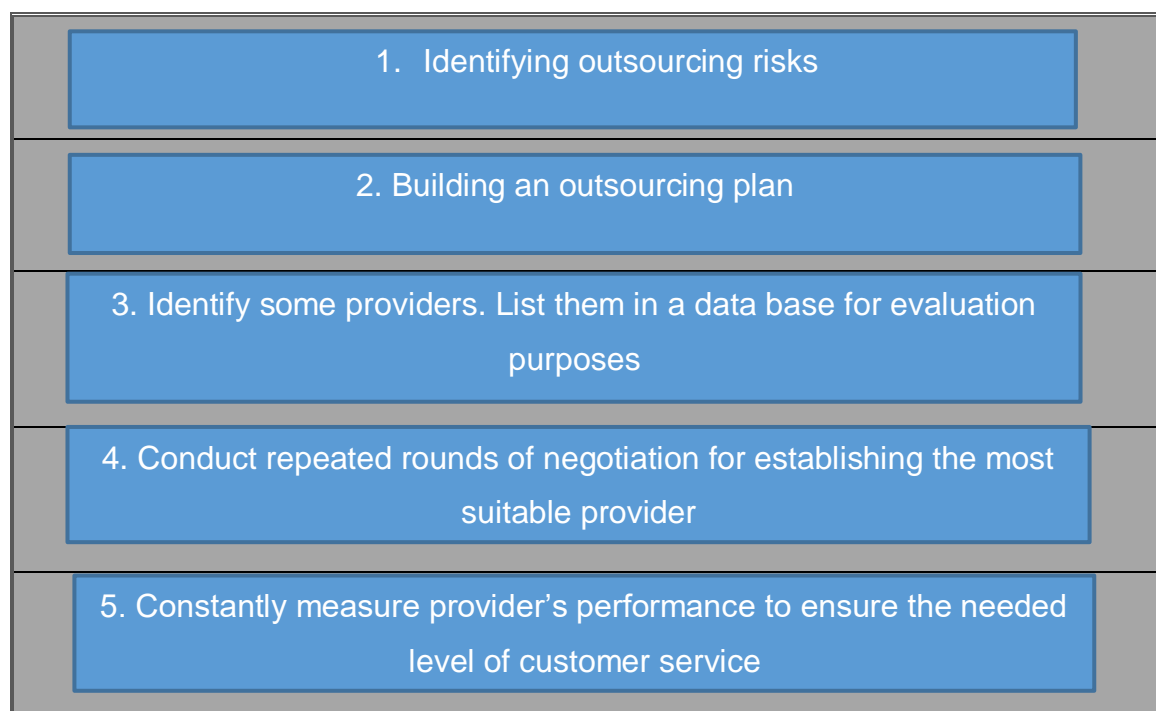 1. Identifying outsourcing risks
2. Building an outsourcing plan
3. Identify some providers. List them in a data base for evaluation
purposes
4. Conduct repeated rounds of negotiation for establishing the most
suitable provider
5. Constantly measure provider’s performance to ensure the needed
level of customer service